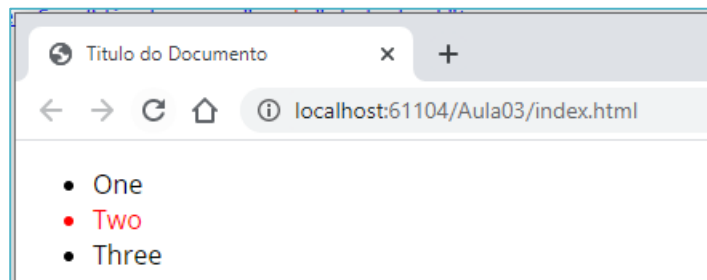 Titulo do Documento
localhost:61104/Aula03/index.html
One
Two
Three